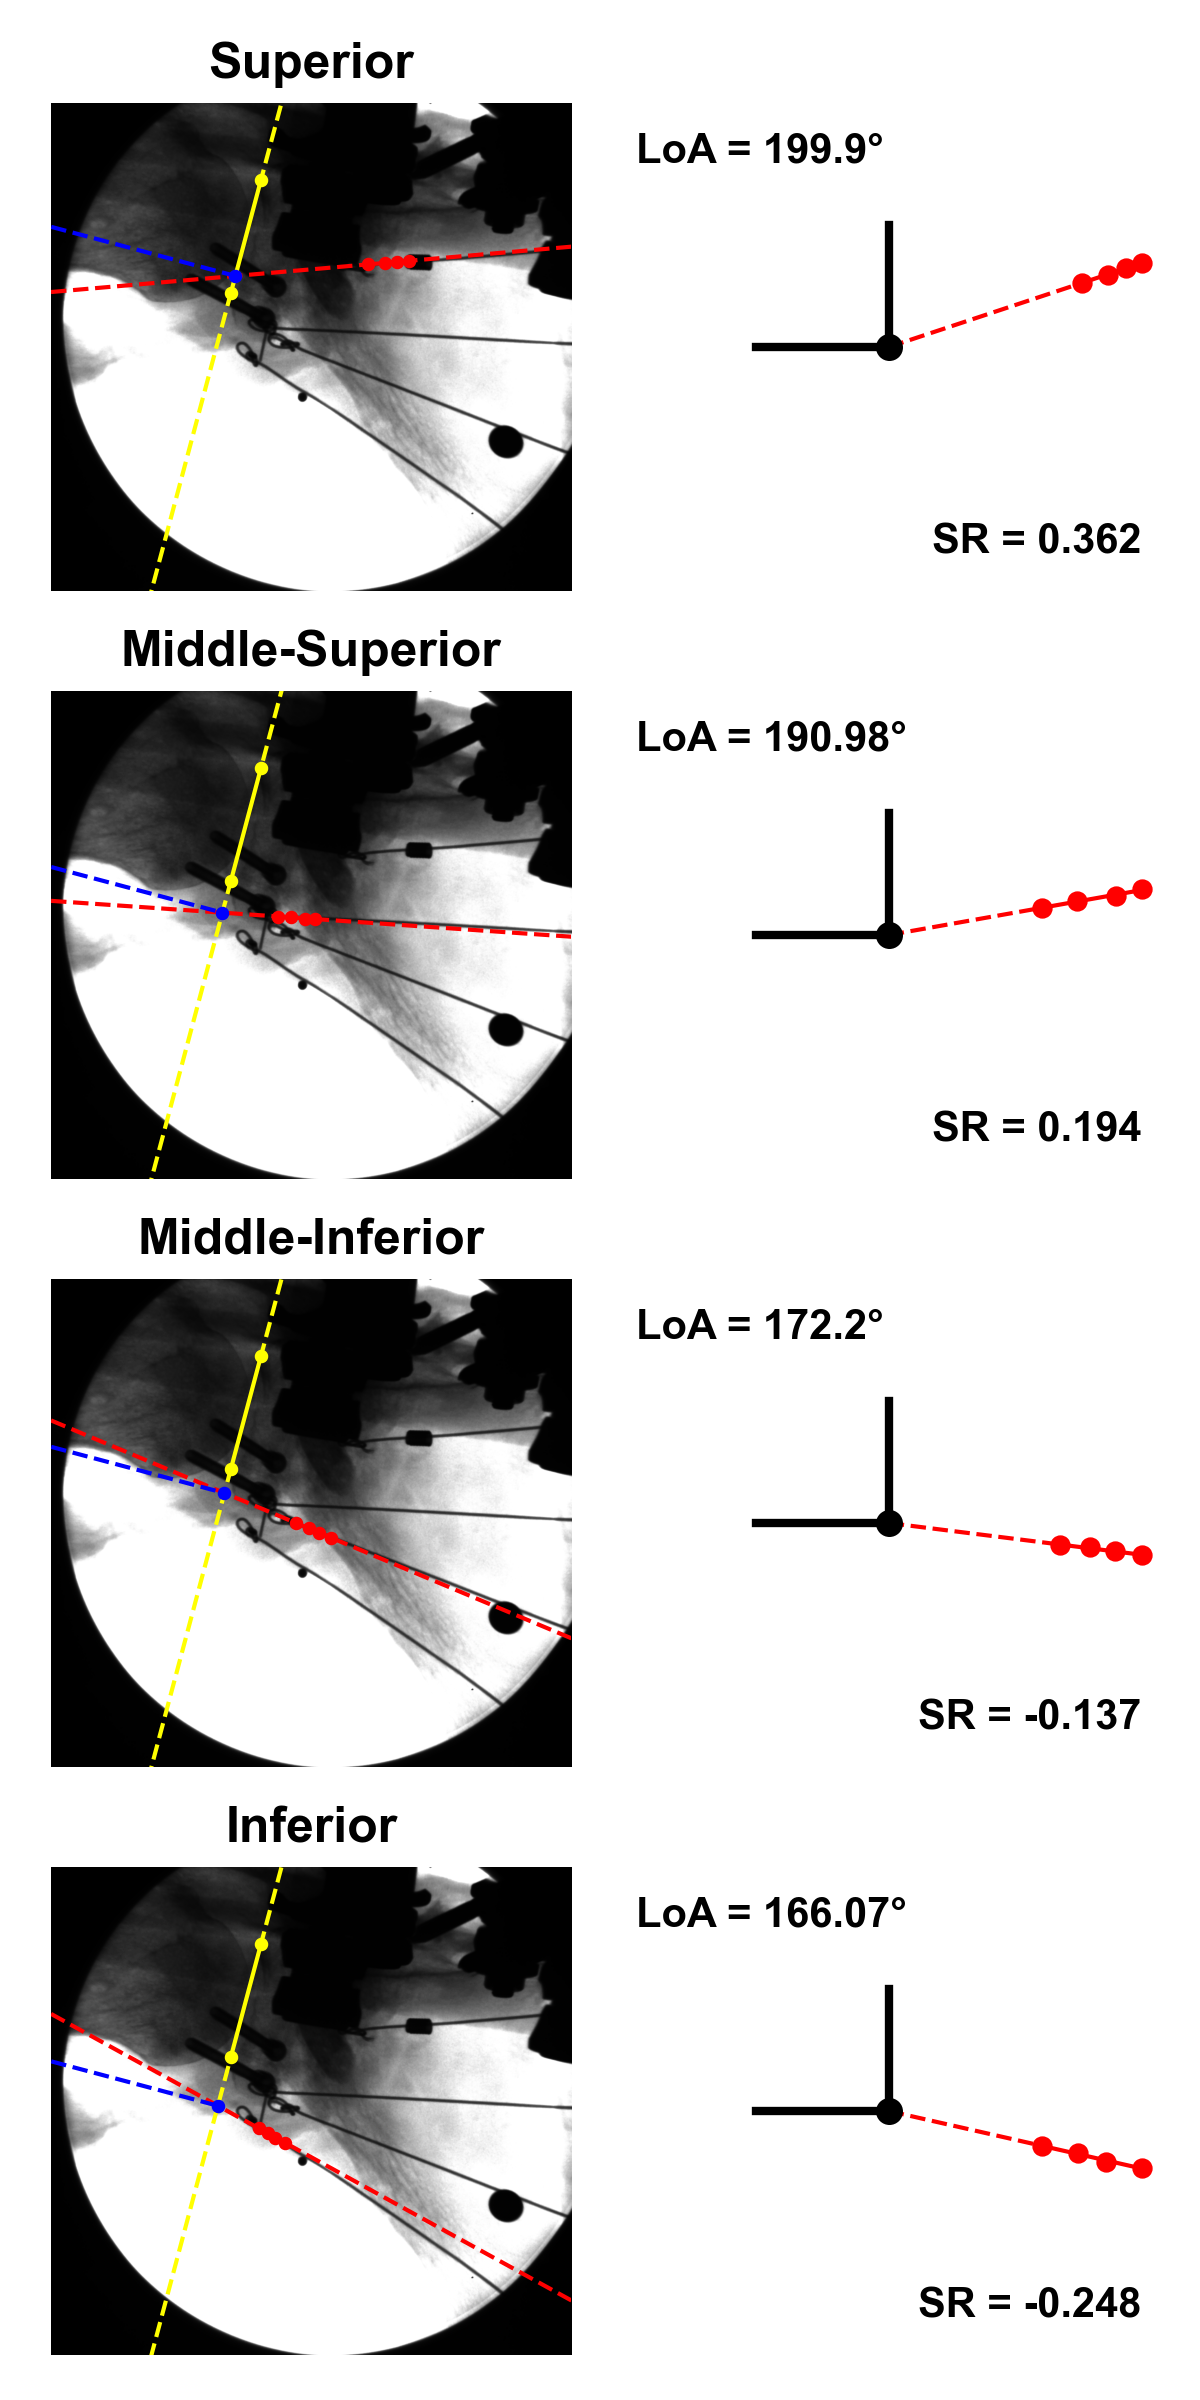 Superior
LoA = 199.9°
SR = 0.362
Middle-Superior
LoA = 190.98°
SR = 0.194
Middle-Inferior
LoA = 172.2°
SR = -0.137
Inferior
LoA = 166.07°
SR = -0.248